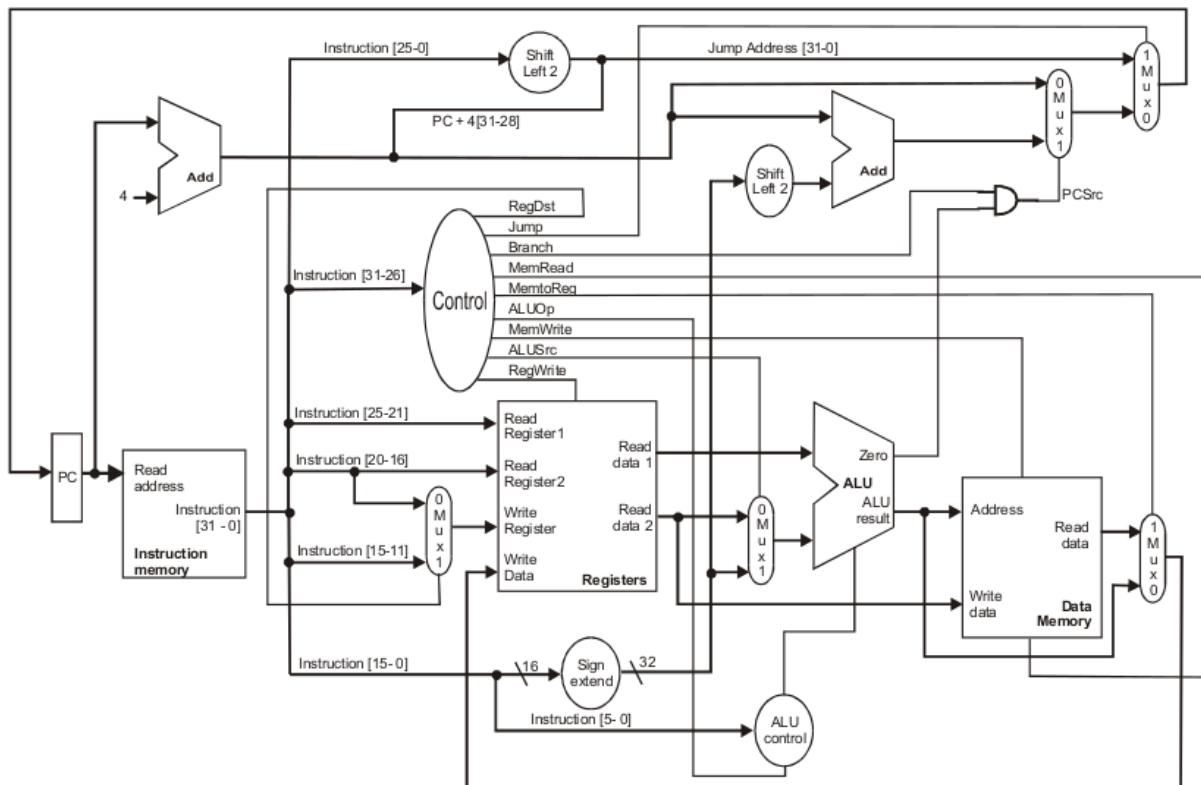 Instruction [25-0]
Shift
Left 2
Jump Address [31-0]
1
M
u
x
0
0
M
u
x
1
PC + 4[31-28]
Add
4
Shift
Left 2
Add
PCSrc
RegDst
Jump
Branch
MemRead
MemtoReg
ALUOp
MemWrite
ALUSrc
RegWrite
Instruction [31-26]
Control
Instruction [25-21]
Read
Register1
Instruction [20-16]
Read
Register2
Write
Register
Write
Data
Registers
Read
data 1
Read
data 2
PC
Read
address
Instruction
[31 - 0]
Instruction
memory
0
M
u
x
1
Instruction [15-11]
0
M
u
x
1
Zero
ALU
ALU
result
Address
Read
data
Write
data
Data
Memory
1
M
u
x
0
Instruction [15- 0]
16
Sign
extend
32
Instruction [5- 0]
ALU
control